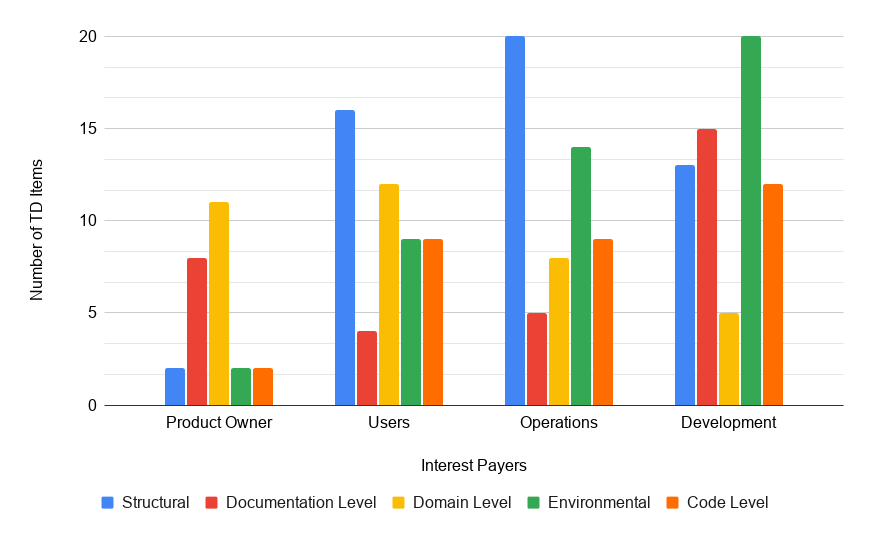 20
15
10
5
0
Number of TD Items
Product Owner Users Operations Development
Interest Payers
Structural Documentation Level Domain Level Environmental Code Level